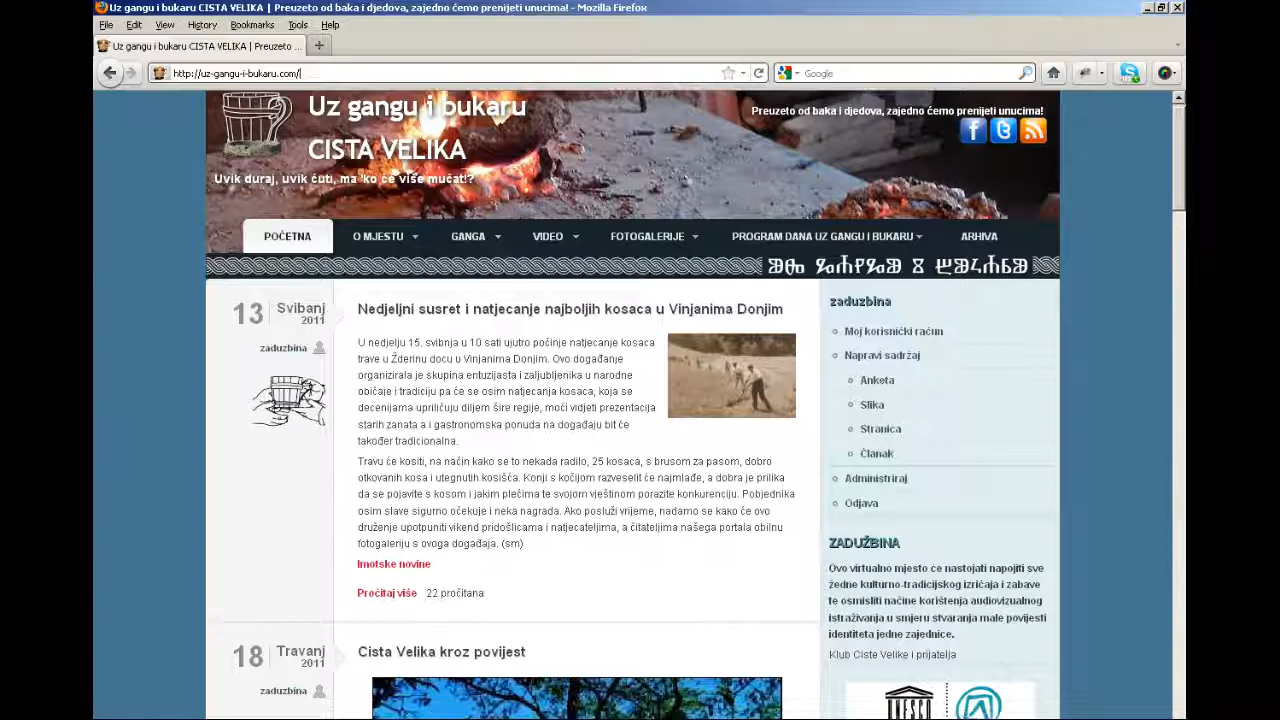 Uz gangu i bukaru CISTA VELIKA | Preuzeto od baka i djedova, zajedno ćemo prenijeti unucima! - Mozilla Firefox
File Edit View History Bookmarks Tools Help
Uz gangu i bukaru CISTA VELIKA | Preuzeto ...
http://uz-gangu-i-bukaru.com/
Google
Uz gangu i bukaru
CISTA VELIKA
Uvik duraj, uvik ćuti, ma 'ko će više mučat!?
Preuzeto od baka i djedova, zajedno ćemo prenijeti unucima!
POČETNA O MJESTU GANGA VIDEO FOTOGALERIJE PROGRAM DANA UZ GANGU I BUKARU ARHIVA
13 Svibanj
2011
zaduzbina
Nedjeljni susret i natjecanje najboljih kosaca u Vinjanima Donjim
U nedjelju 15. svibnja u 10 sati ujutro počinje natjecanje kosaca
trave u Žderinu docu u Vinjanima Donjim. Ovo događanje
organizirala je skupina entuzijasta i zaljubljenika u narodne
običaje i tradiciju pa će se osim natjecanja kosaca, koja se
decenijama upriličuju diljem šire regije, moći vidjeti prezentacija
starih zanata a i gastronomska ponuda na događaju bit će
također tradicionalna.
Travu će kositi, na način kako se to nekada radilo, 25 kosaca, s brusom za pasom, dobro
otkovanih kosa i utegnutih kosišća. Konji s kočijom razveselit će najmlađe, a dobra je prilika
da se pojavite s kosom i jakim plećima te svojom vještinom porazite konkurenciju. Pobjednika
osim slave sigurno očekuje i neka nagrada. Ako posluži vrijeme, nadamo se kako će ovo
druženje upotpuniti vikend pridošlicama i natjecateljima, a čitateljima našega portala obilnu
fotogaleriju s ovoga događaja. (sm)
Imotske novine
Pročitaj više 22 pročitana
18 Travanj
2011
zaduzbina
Cista Velika kroz povijest
zaduzbina
Moj korisnički račun
Napravi sadržaj
Anketa
Slika
Stranica
Članak
Administriraj
Odjava
ZADUŽBINA
Ovo virtualno mjesto će nastojati napojiti sve
žedne kulturno-tradicijskog izričaja i zabave
te osmisliti načine korištenja audiovizualnog
istraživanja u smjeru stvaranja male povijesti
identiteta jedne zajednice.
Klub Ciste Velike i prijatelja